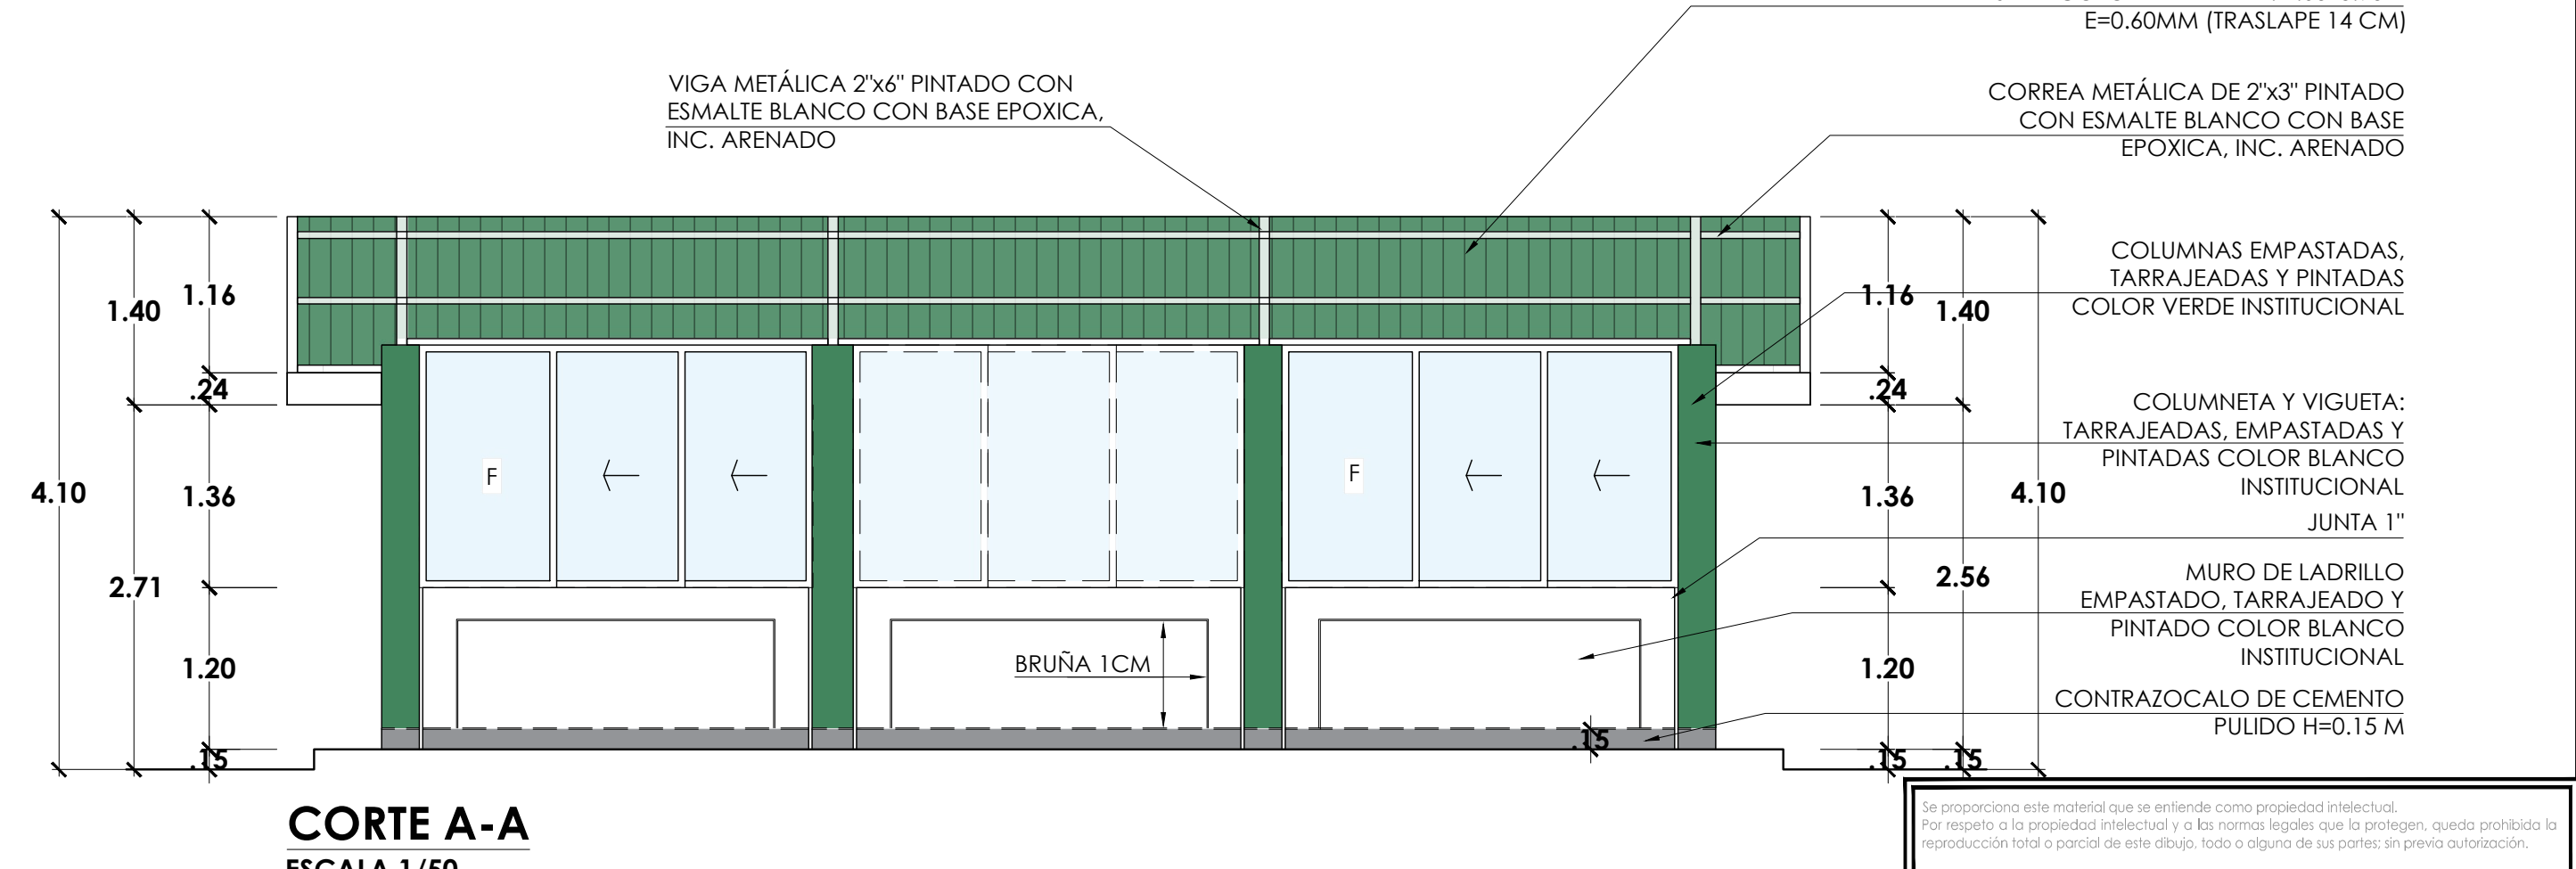 E=0.60MM (TRASLAPE 14 CM)
VIGA METÁLICA 2"x6" PINTADO CON
ESMALTE BLANCO CON BASE EPOXICA,
INC. ARENADO
CORREA METÁLICA DE 2"x3" PINTADO
CON ESMALTE BLANCO CON BASE
EPOXICA, INC. ARENADO
COLUMNAS EMPASTADAS,
TARRAJEADAS Y PINTADAS
COLOR VERDE INSTITUCIONAL
COLUMNETA Y VIGUETA:
TARRAJEADAS, EMPASTADAS Y
PINTADAS COLOR BLANCO
INSTITUCIONAL
JUNTA 1"
MURO DE LADRILLO
EMPASTADO, TARRAJEADO Y
PINTADO COLOR BLANCO
INSTITUCIONAL
CONTRAZOCALO DE CEMENTO
PULIDO H=0.15 M
4.10
1.40
2.71
1.16
.24
1.36
1.20
.15
F
F
BRUÑA 1CM
.15
1.16
.24
1.36
1.20
.15
1.40
2.56
.15
4.10
CORTE A-A
ESCALA 1/50
Se proporciona este material que se entiende como propiedad intelectual.
Por respeto a la propiedad intelectual y a las normas legales que la protegen, queda prohibida la
reproducción total o parcial de este dibujo, todo o alguna de sus partes; sin previa autorización.